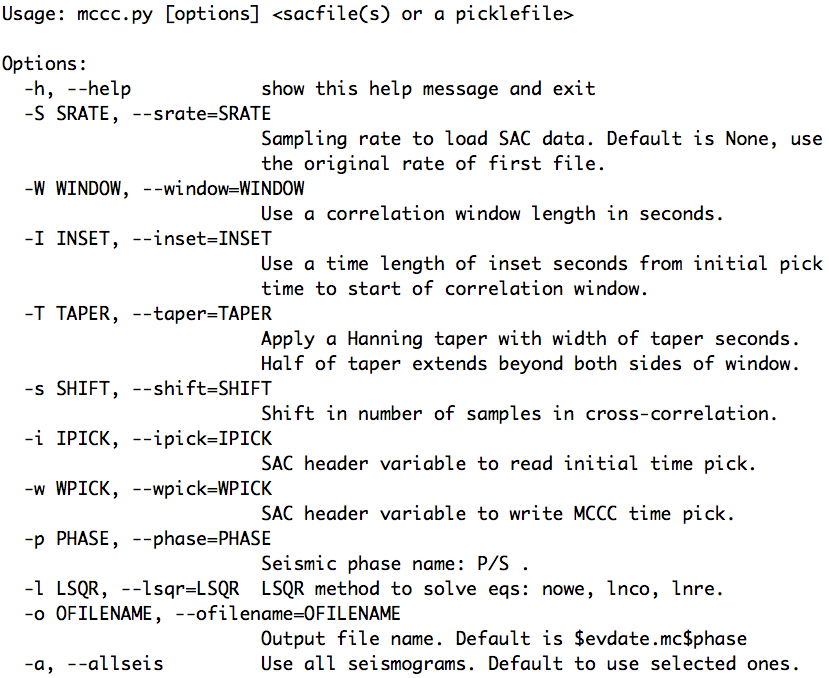 Usage: mccc.py [options] <sacfile(s) or a picklefile>
Options:
-h, --help show this help message and exit
-S SRATE, --srate=SRATE
Sampling rate to load SAC data. Default is None, use
the original rate of first file.
-W WINDOW, --window=WINDOW
Use a correlation window length in seconds.
-I INSET, --inset=INSET
Use a time length of inset seconds from initial pick
time to start of correlation window.
-T TAPER, --taper=TAPER
Apply a Hanning taper with width of taper seconds.
Half of taper extends beyond both sides of window.
-s SHIFT, --shift=SHIFT
Shift in number of samples in cross-correlation.
-i IPICK, --ipick=IPICK
SAC header variable to read initial time pick.
-w WPICK, --wpick=WPICK
SAC header variable to write MCCC time pick.
-p PHASE, --phase=PHASE
Seismic phase name: P/S .
-l LSQR, --lsqr=LSQR LSQR method to solve eqs: nowe, lnco, lnre.
-o OFILENAME, --ofilename=OFILENAME
Output file name. Default is $evdate.mc$phase
-a, --allseis Use all seismograms. Default to use selected ones.